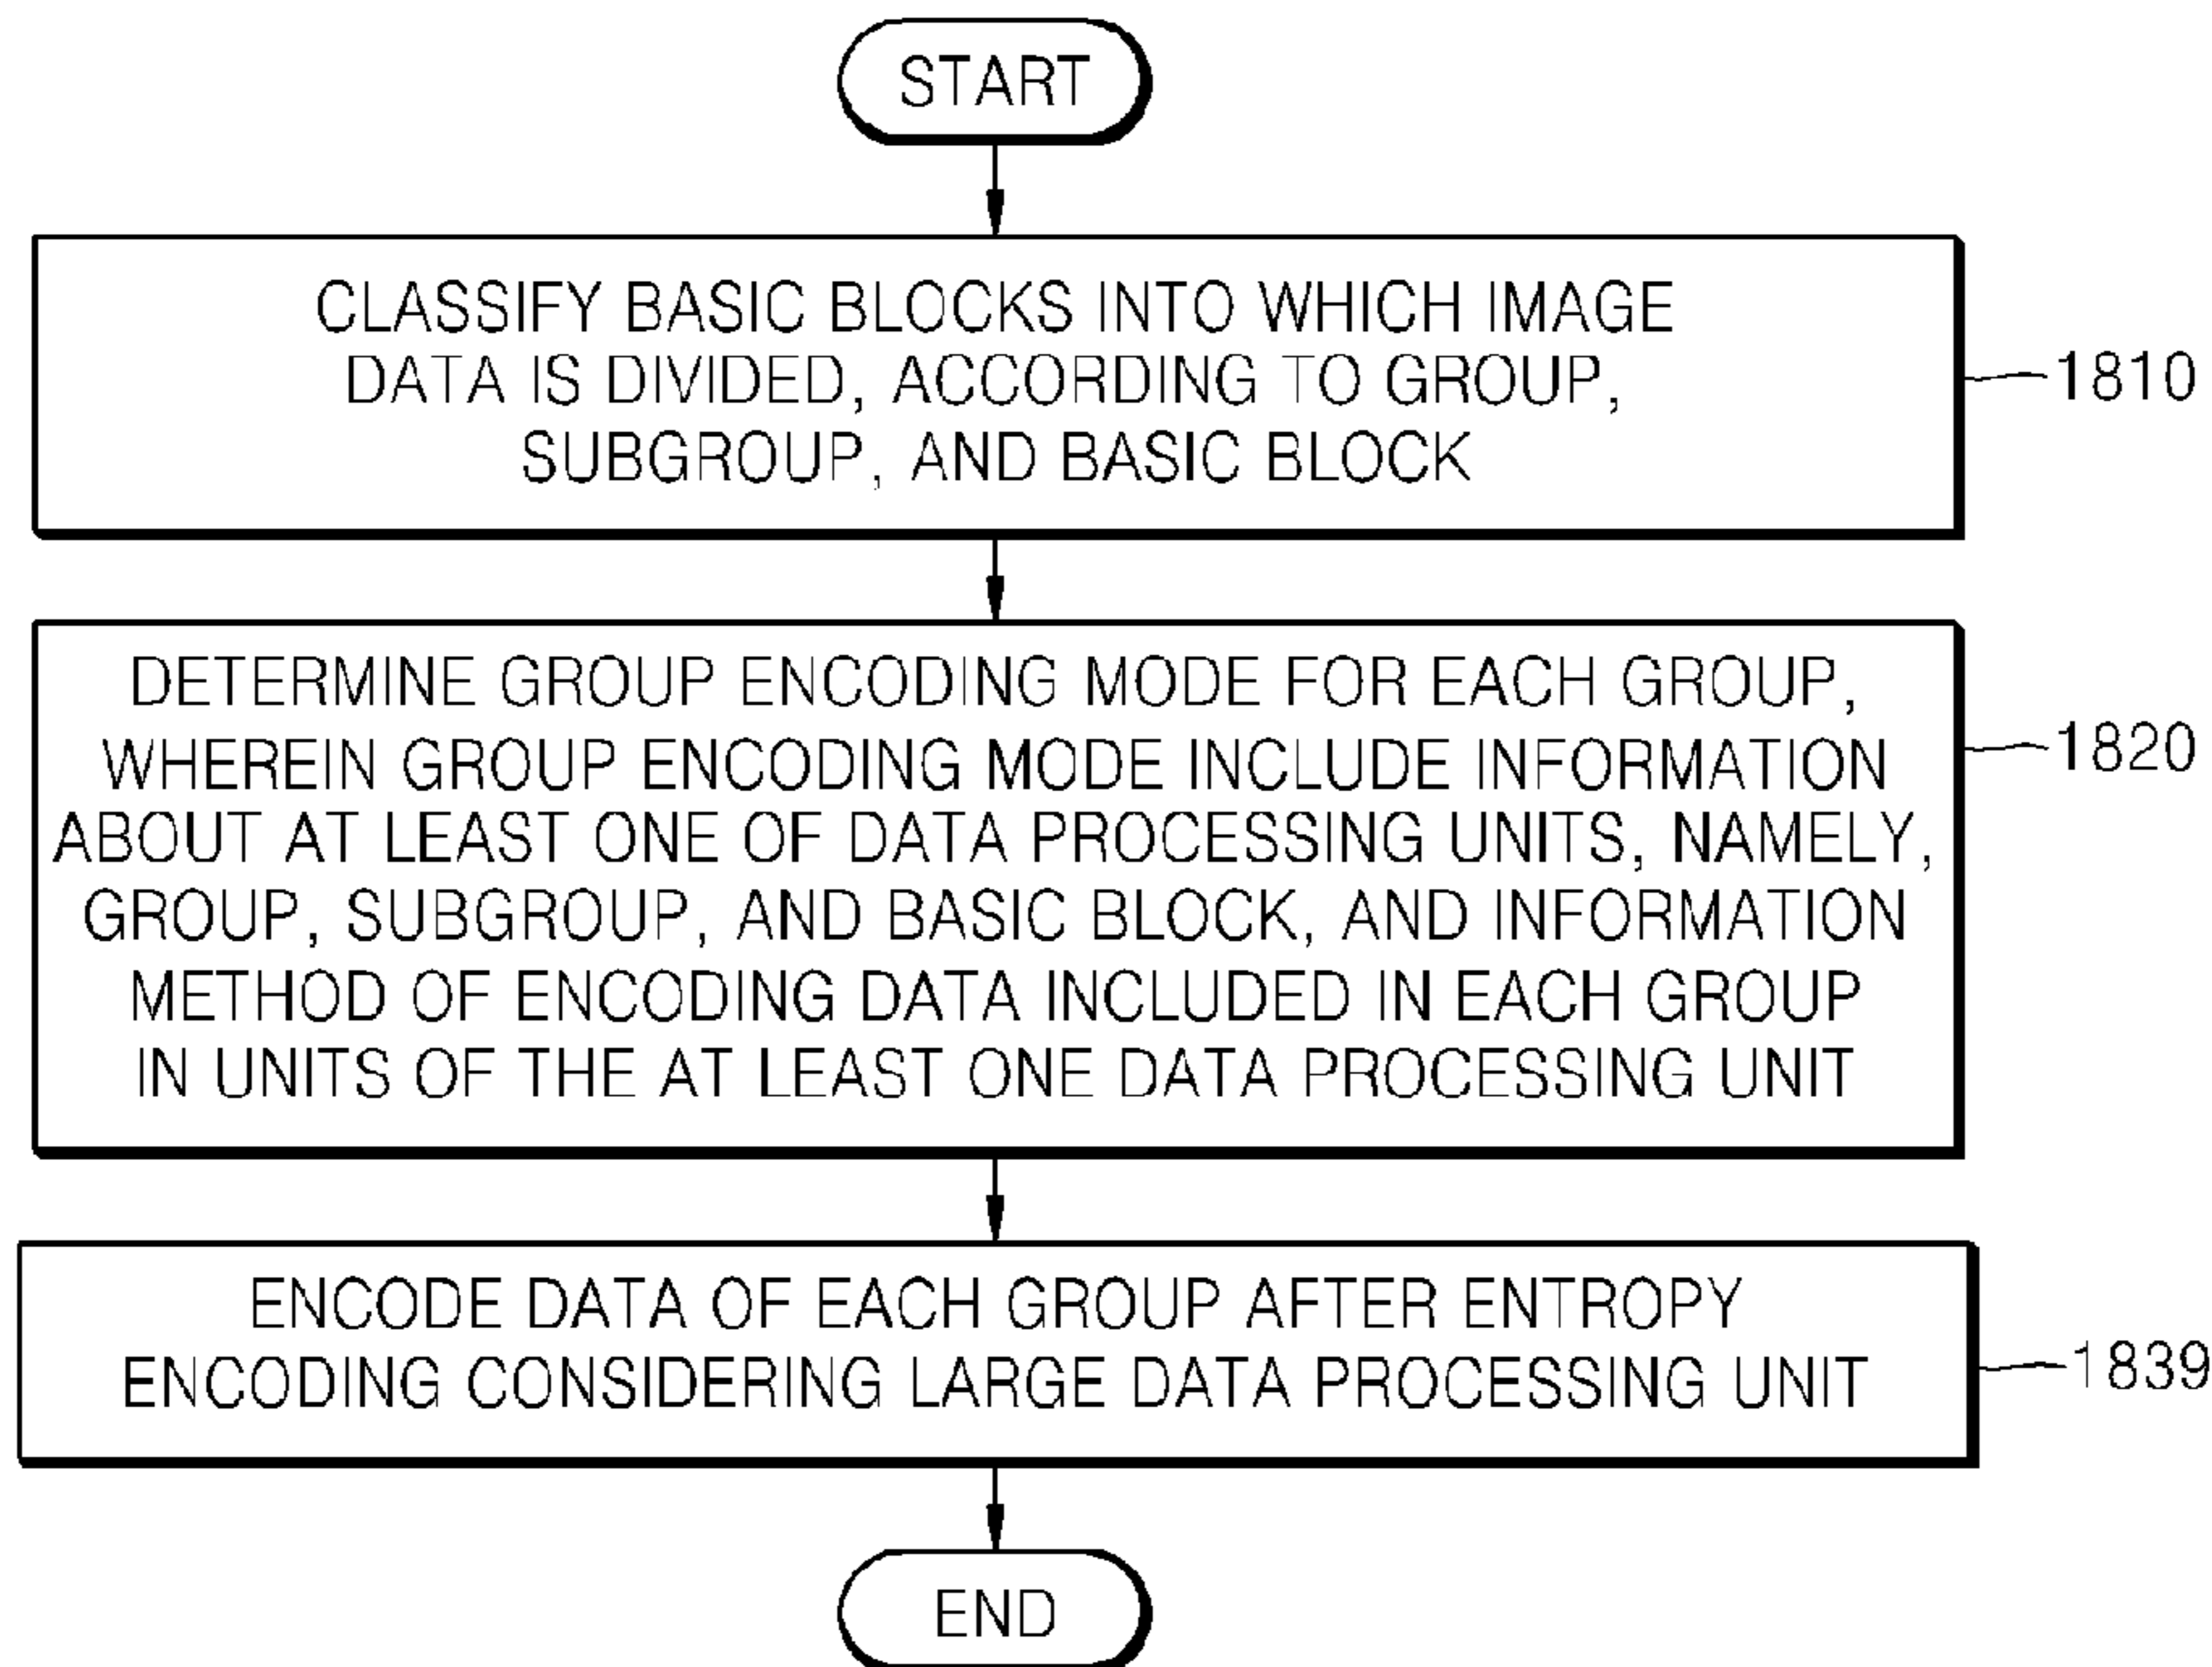 START
CLASSIFY BASIC BLOCKS INTO WHICH IMAGE
DATA IS DIVIDED, ACCORDING TO GROUP,
SUBGROUP, AND BASIC BLOCK
1810
DETERMINE GROUP ENCODING MODE FOR EACH GROUP,
WHEREIN GROUP ENCODING MODE INCLUDE INFORMATION
ABOUT AT LEAST ONE OF DATA PROCESSING UNITS, NAMELY,
GROUP, SUBGROUP, AND BASIC BLOCK, AND INFORMATION
METHOD OF ENCODING DATA INCLUDED IN EACH GROUP
IN UNITS OF THE AT LEAST ONE DATA PROCESSING UNIT
1820
ENCODE DATA OF EACH GROUP AFTER ENTROPY
ENCODING CONSIDERING LARGE DATA PROCESSING UNIT
1839
END